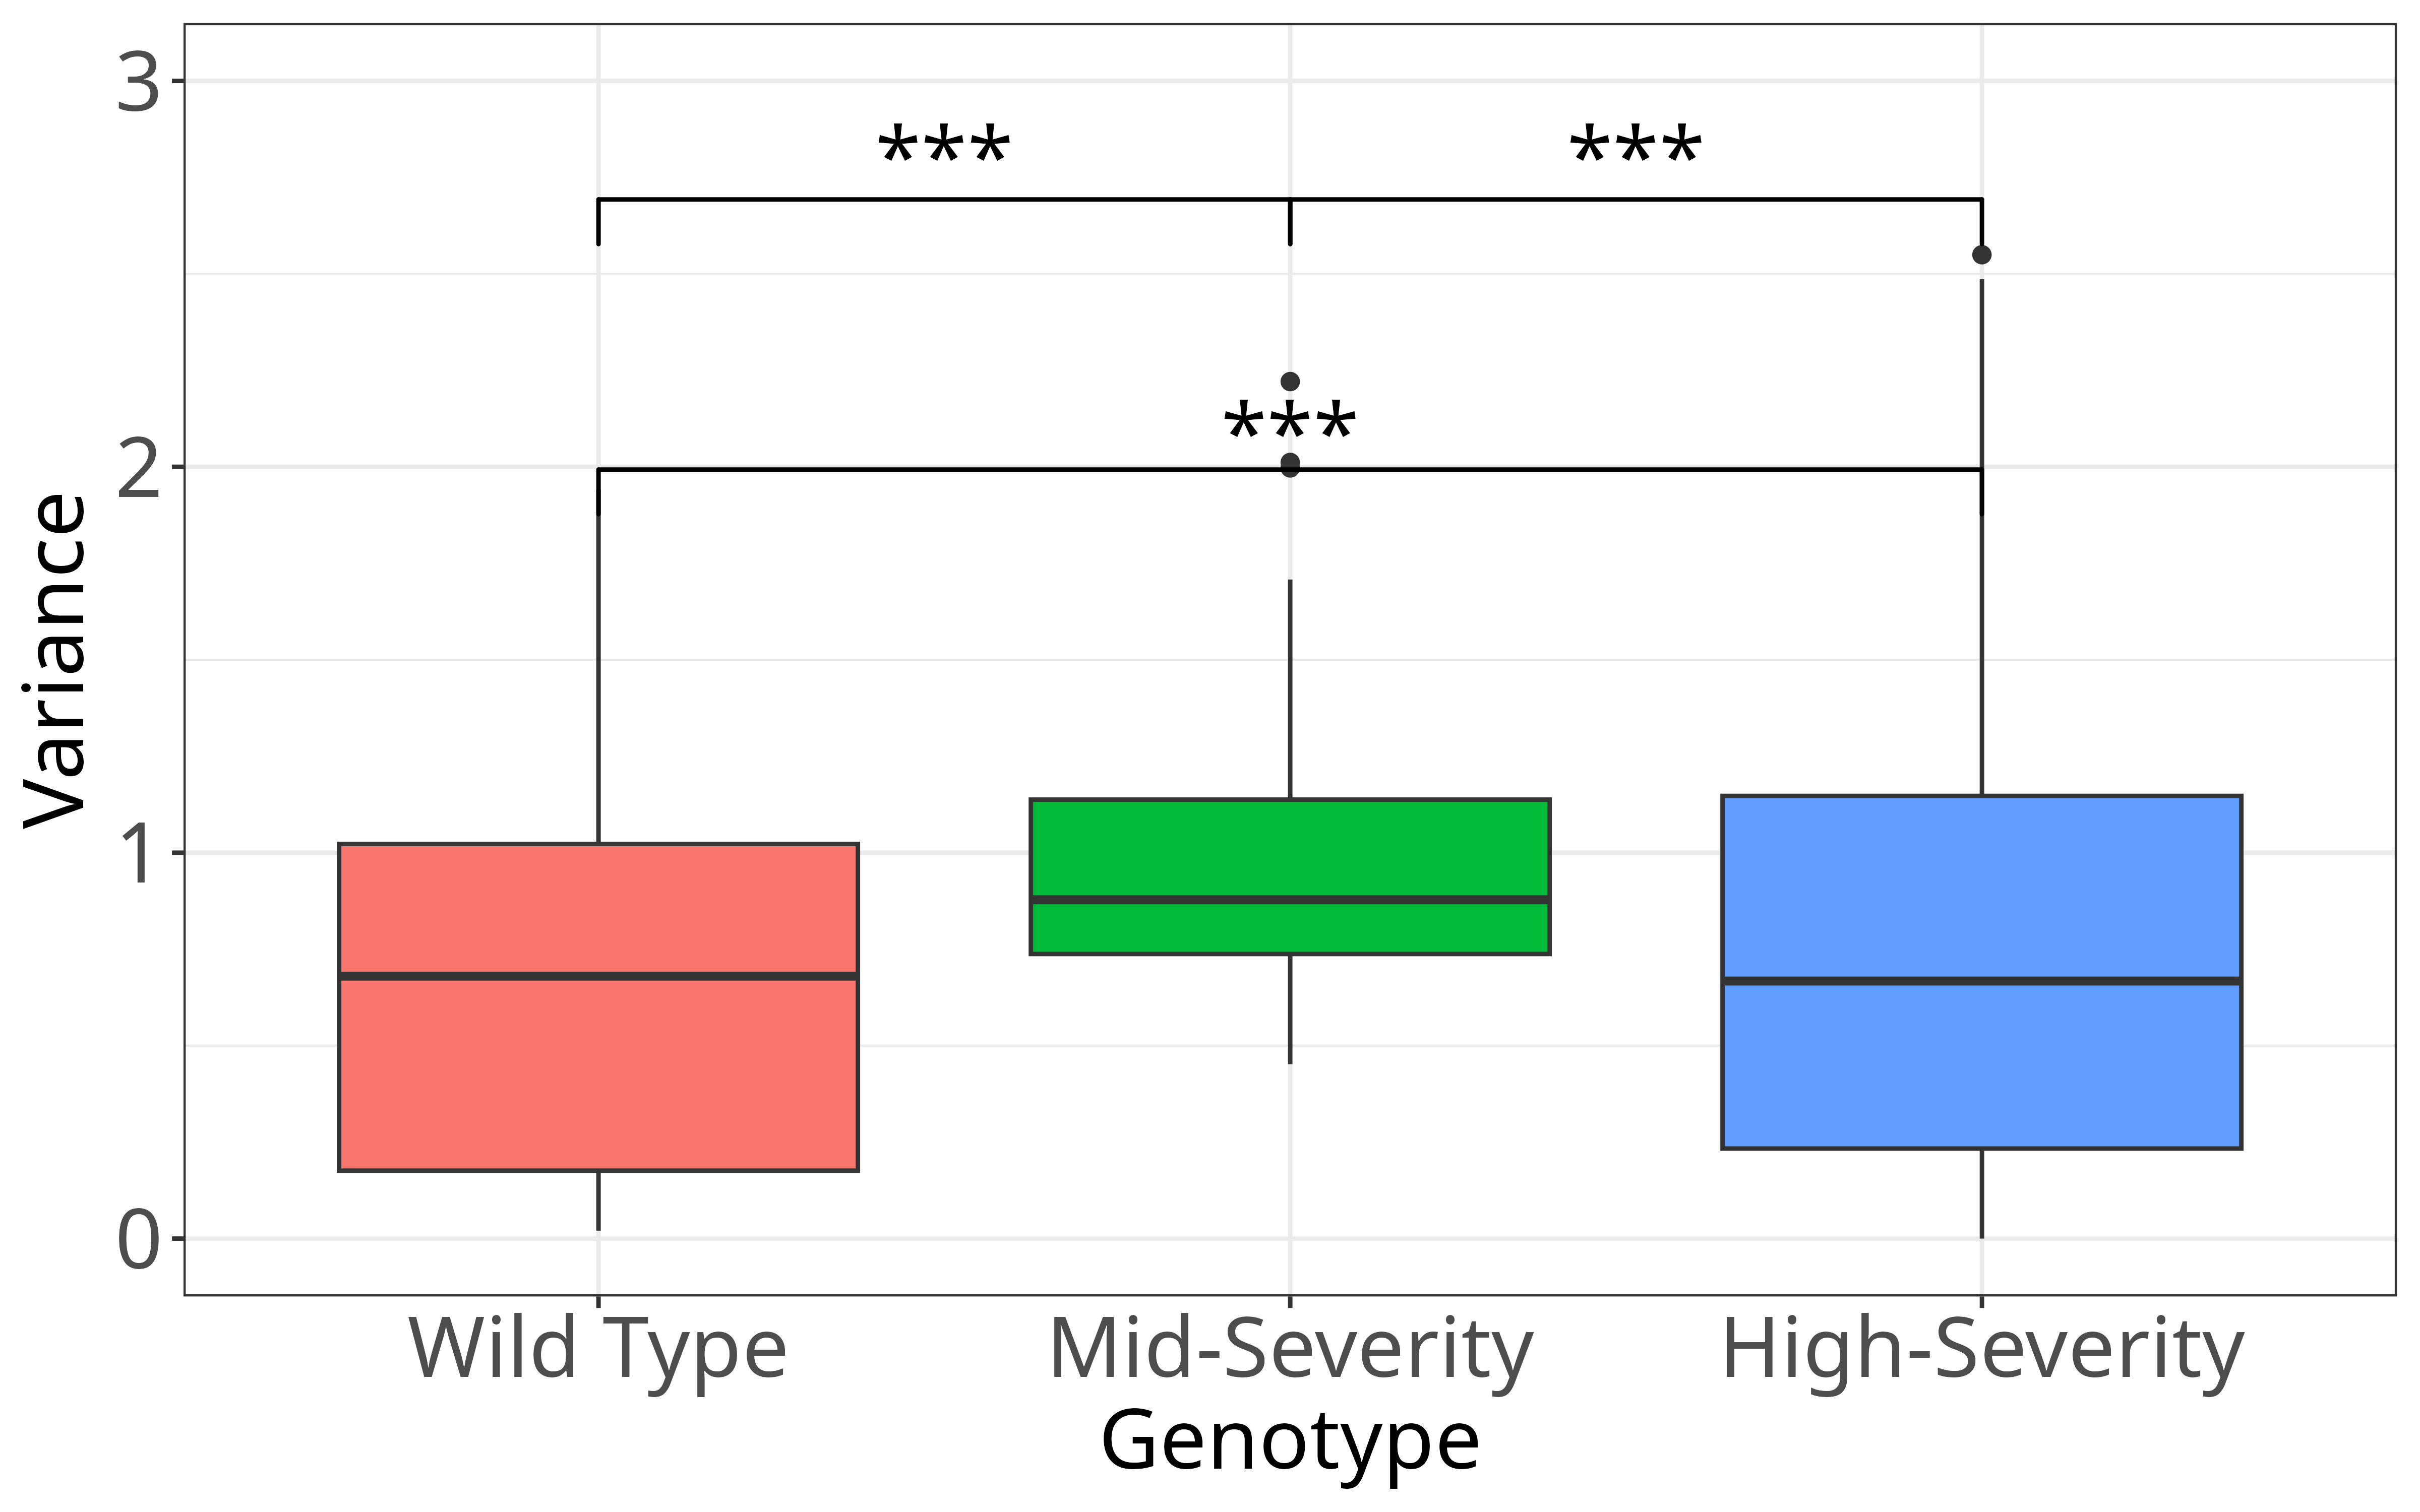 3
***
***
***
2
1
0
Variance
Wild Type
Mid-Severity
High-Severity
Genotype